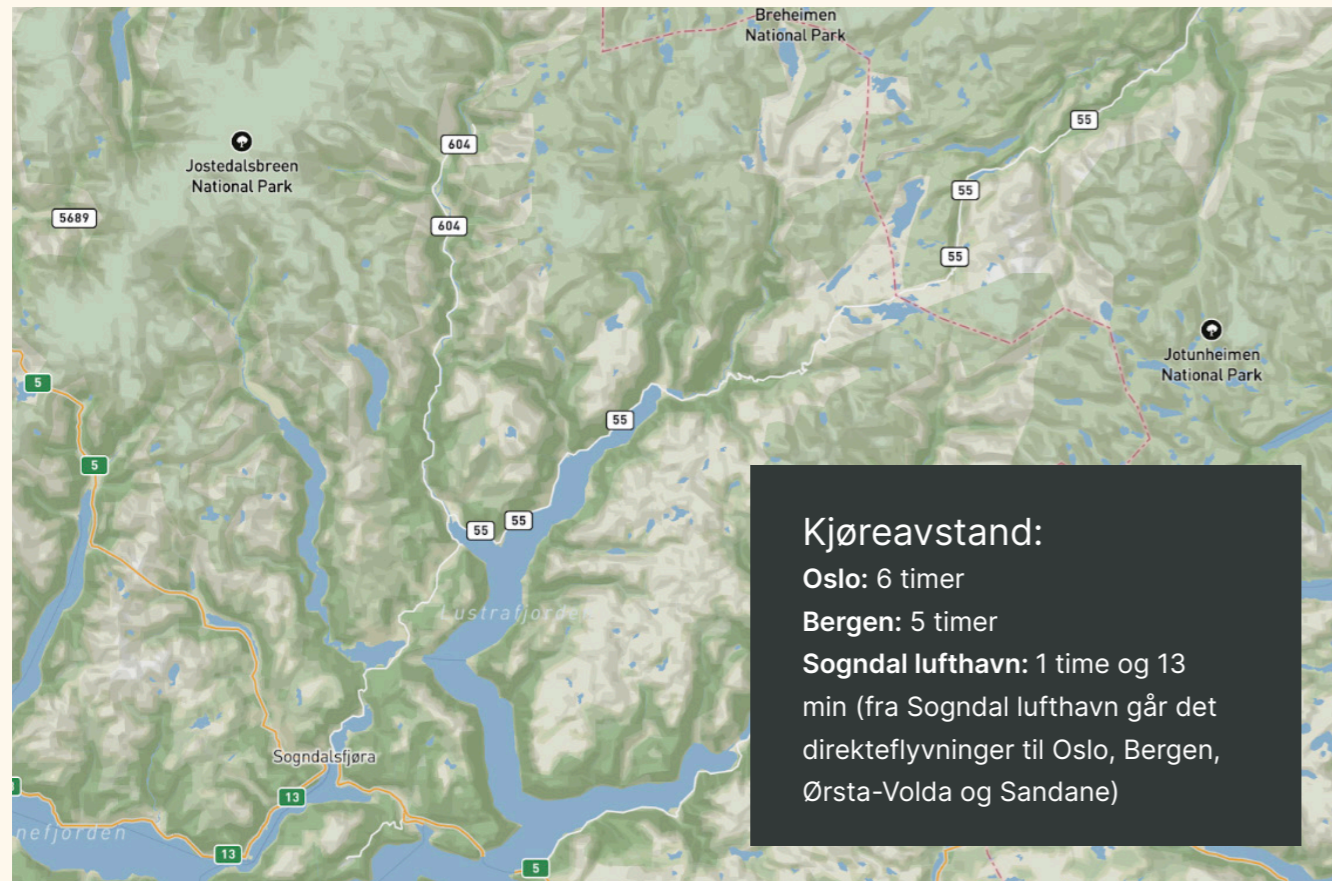 Breheimen
National Park
55
604
Jostedalsbreen
National Park
55
5689
604
55
Jotunheimen
National Park
5
55
5
55
55
Lustrafjorden
Sogndalsfjøra
13
nefjorden
13
5
Kjøreavstand:
Oslo: 6 timer
Bergen: 5 timer
Sogndal lufthavn: 1 time og 13
min (fra Sogndal lufthavn går det
direkteflyvninger til Oslo, Bergen,
Ørsta-Volda og Sandane)